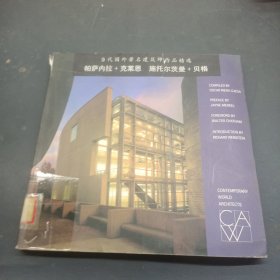 当代国外著名建筑师作品精选
帕萨内拉+克莱恩 施托尔茨曼+贝格
COMPILED BY
OSCAR RIERA OJEDA
PREFACE BY
JAYNE MERKEL
FOREWORD BY
WALTER CHATHAM
INTRODUCTION BY
RICHARD WEINSTEIN
CONTEMPORARY
WORLD
ARCHITECTS
CA
W